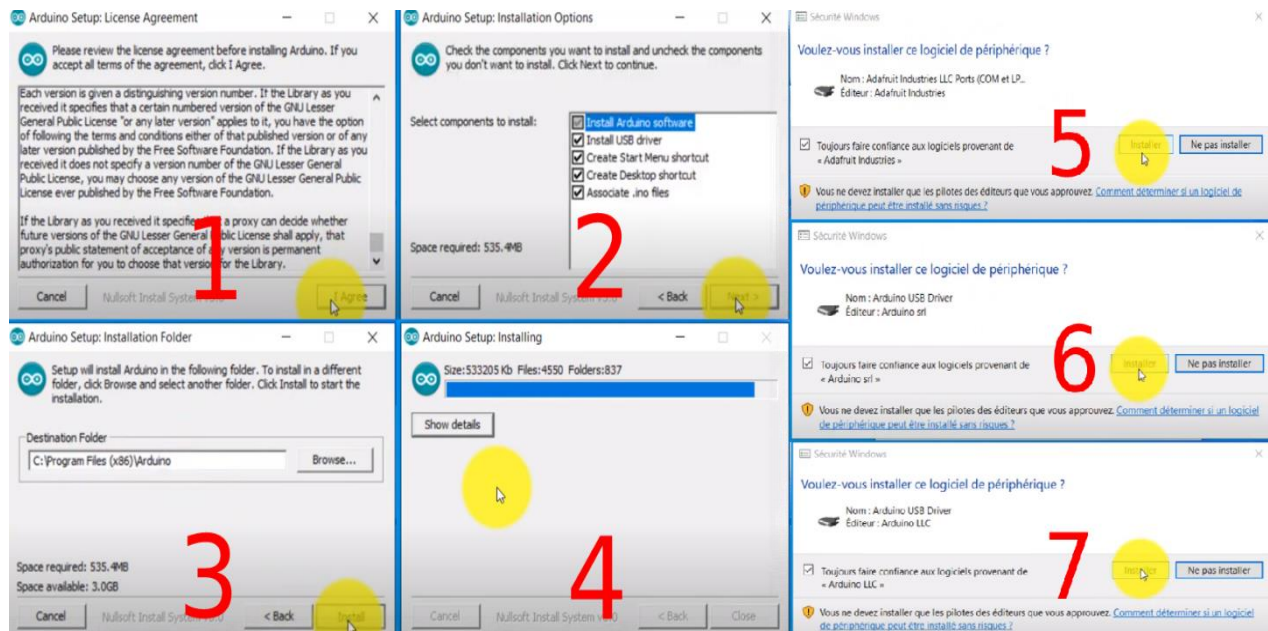 Arduino Setup: License Agreement
Please review the license agreement before installing Arduino. If you
accept all terms of the agreement, click I Agree.
Each version is given a distinguishing version number. If the Library as you
received it specifies that a certain numbered version of the GNU Lesser
General Public License "or any later version" applies to it, you have the option
of following the terms and conditions either of that published version or of any
later version published by the Free Software Foundation. If the Library as you
received it does not specify a version number of the GNU Lesser General
Public License, you may choose any version of the GNU Lesser General Public
License ever published by the Free Software Foundation.
If the Library as you received it specifies that a proxy can decide whether
future versions of the GNU Lesser General Public License shall apply, that
proxy's public statement of acceptance of any version is permanent
authorization for you to choose that version for the Library.
1
Cancel
Nullsoft Install System v3.0
I Agree
Arduino Setup: Installation Options
Check the components you want to install and uncheck the components
you don't want to install. Click Next to continue.
Select components to install:
Install Arduino software
Install USB driver
Create Start Menu shortcut
Create Desktop shortcut
Associate .ino files
Space required: 535.4MB
2
Cancel
Nullsoft Install System v3.0
< Back
Next >
Arduino Setup: Installation Folder
Setup will install Arduino in the following folder. To install in a different
folder, click Browse and select another folder. Click Install to start the
installation.
Destination Folder
C:\Program Files (x86)\Arduino
Browse...
Space required: 535.4MB
Space available: 3.0GB
3
Cancel
Nullsoft Install System v3.0
< Back
Install
Arduino Setup: Installing
Size:533205 Kb Files:4550 Folders:837
Show details
4
Cancel
Nullsoft Install System v3.0
< Back
Close
Sécurité Windows
Voulez-vous installer ce logiciel de périphérique ?
Nom : Adafruit Industries LLC Ports (COM et LP...
Éditeur : Adafruit Industries
5
Toujours faire confiance aux logiciels provenant de
« Adafruit Industries »
Installer
Ne pas installer
Vous ne devez installer que les pilotes des éditeurs que vous approuvez. Comment déterminer si un logiciel de
périphérique peut être installé sans risques ?
Sécurité Windows
Voulez-vous installer ce logiciel de périphérique ?
Nom : Arduino USB Driver
Éditeur : Arduino srl
6
Toujours faire confiance aux logiciels provenant de
« Arduino srl »
Installer
Ne pas installer
Vous ne devez installer que les pilotes des éditeurs que vous approuvez. Comment déterminer si un logiciel
de périphérique peut être installé sans risques ?
Sécurité Windows
Voulez-vous installer ce logiciel de périphérique ?
Nom : Arduino USB Driver
Éditeur : Arduino LLC
7
Toujours faire confiance aux logiciels provenant de
« Arduino LLC »
Installer
Ne pas installer
Vous ne devez installer que les pilotes des éditeurs que vous approuvez. Comment déterminer si un logiciel
de périphérique peut être installé sans risques ?